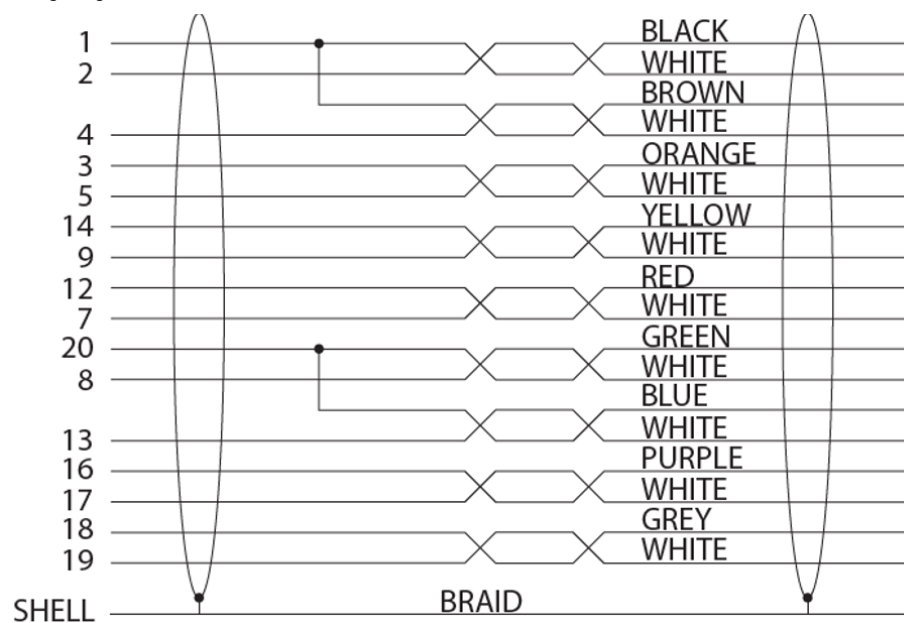 1 BLACK
2 WHITE
BROWN
4 WHITE
3 ORANGE
5 WHITE
14 YELLOW
9 WHITE
12 RED
7 WHITE
20 GREEN
8 WHITE
BLUE
13 WHITE
16 PURPLE
17 WHITE
18 GREY
19 WHITE
SHELL BRAID